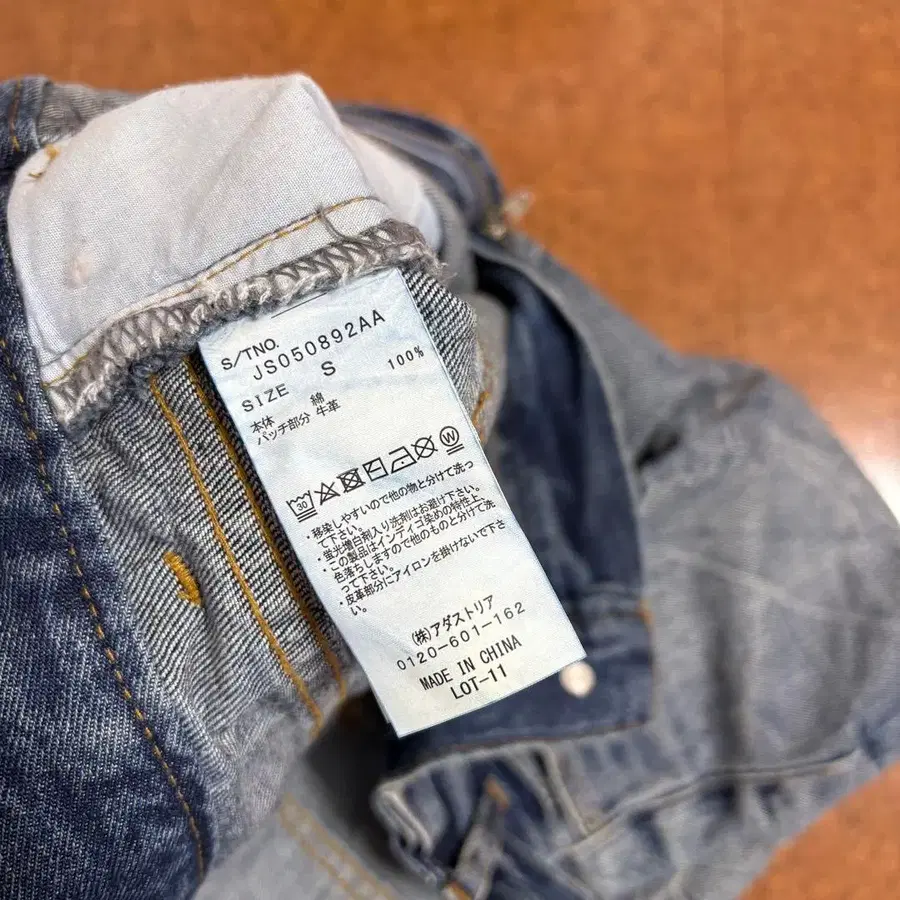 S/TNO.
JS050892AA
SIZE S
本体 綿 100%
パッチ部分 牛革
30 W
・移染しやすいので他の物と分けて洗っ
て下さい。
・蛍光増白剤入り洗剤はお避け下さい。
・この製品はインディゴ染めの特性上、
色落ちしますので他のものと分けて洗
って下さい。
・皮革部分にアイロンを掛けないで下さ
い。
(株)アダストリア
0120-601-162
MADE IN CHINA
LOT-11